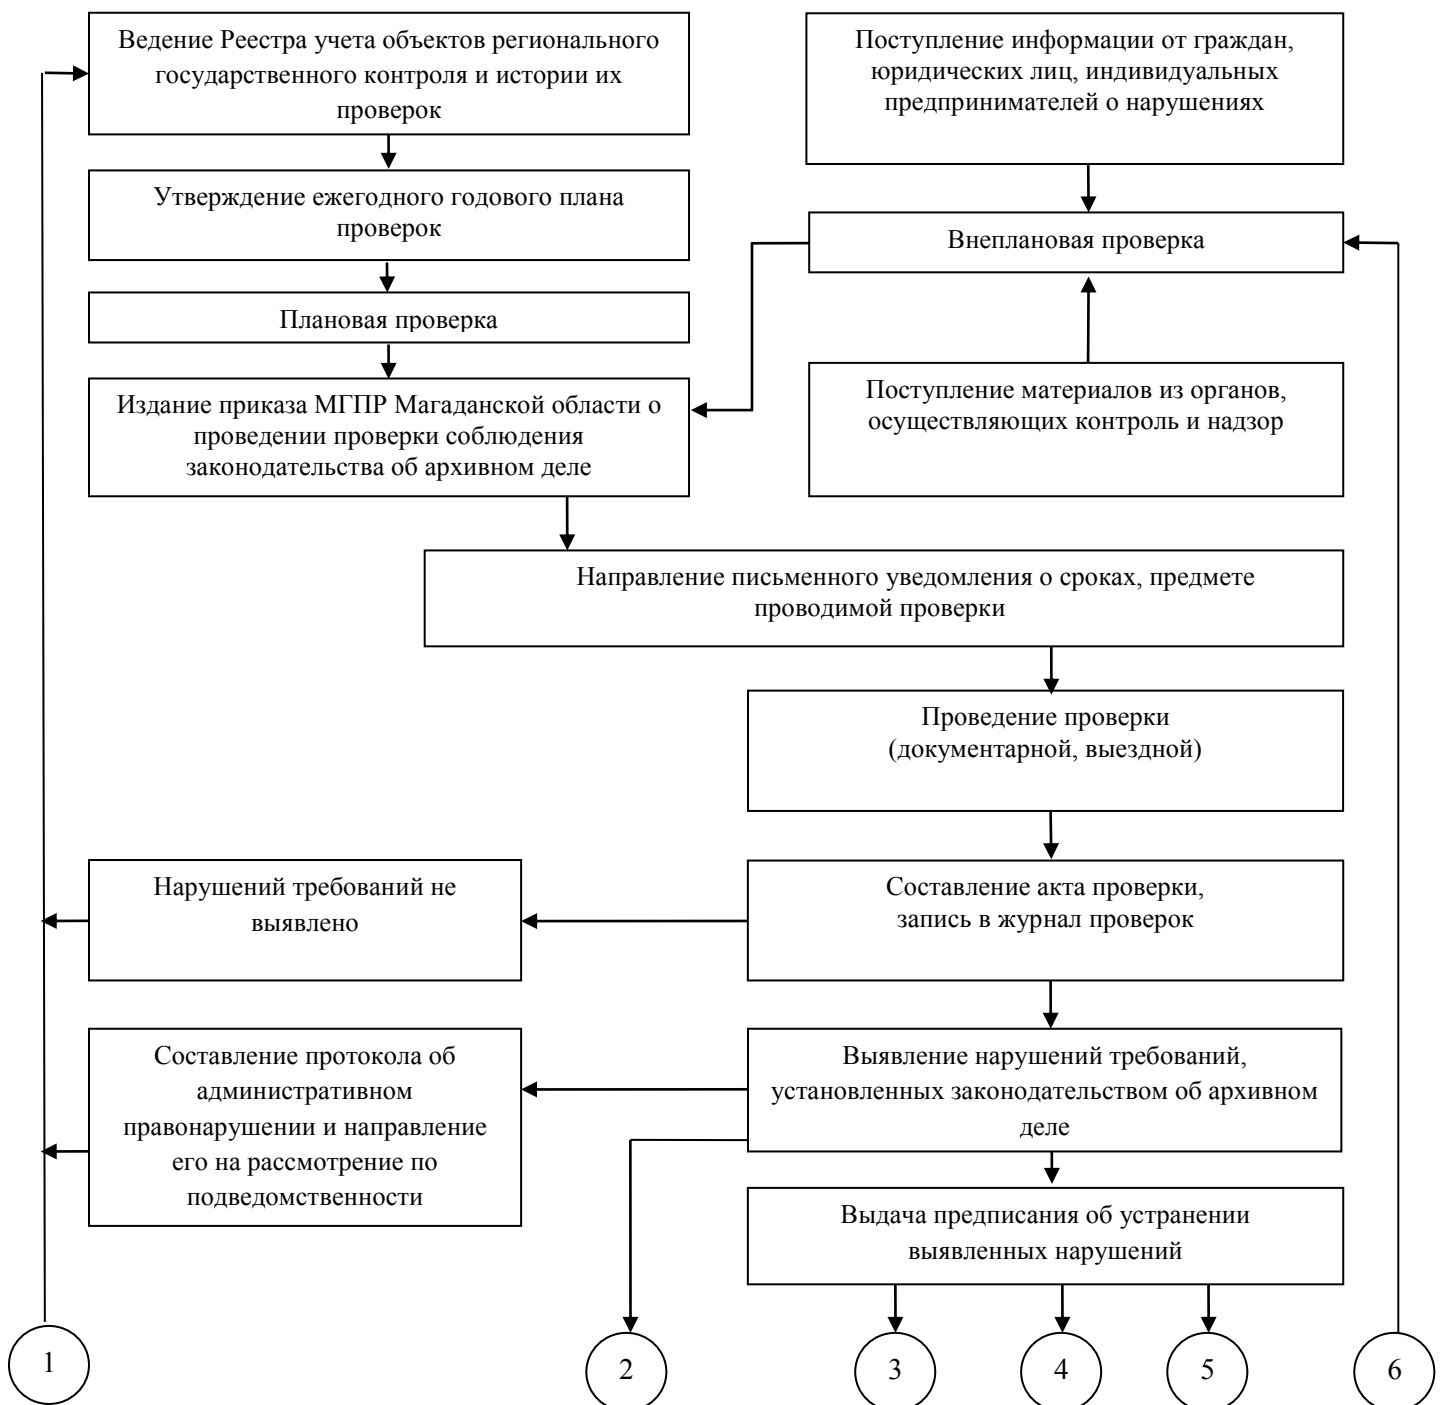 Ведение Реестра учета объектов регионального
государственного контроля и истории их
проверок
Поступление информации от граждан,
юридических лиц, индивидуальных
предпринимателей о нарушениях
Утверждение ежегодного годового плана
проверок
Внеплановая проверка
Плановая проверка
Издание приказа МГПР Магаданской области о
проведении проверки соблюдения
законодательства об архивном деле
Поступление материалов из органов,
осуществляющих контроль и надзор
Направление письменного уведомления о сроках, предмете
проводимой проверки
Проведение проверки
(документарной, выездной)
Нарушений требований не
выявлено
Составление акта проверки,
запись в журнал проверок
Составление протокола об
административном
правонарушении и направление
его на рассмотрение по
подведомственности
Выявление нарушений требований,
установленных законодательством об архивном
деле
Выдача предписания об устранении
выявленных нарушений
1
2
3
4
5
6